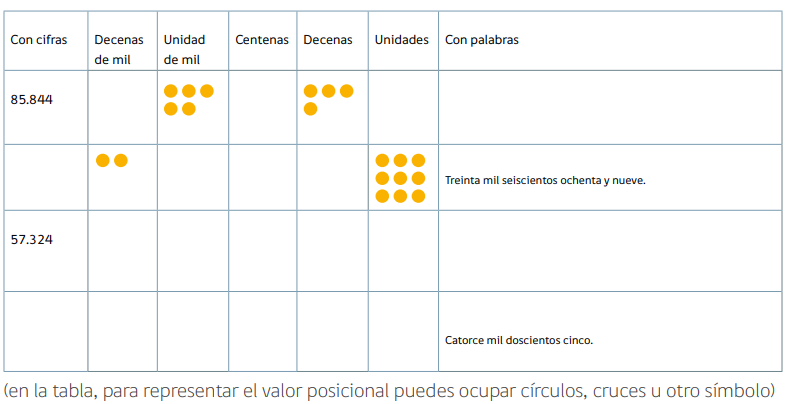 Con cifras Decenas de mil Unidad de mil Centenas Decenas Unidades Con palabras
85.844
Treinta mil seiscientos ochenta y nueve.
57.324
Catorce mil doscientos cinco.
(en la tabla, para representar el valor posicional puedes ocupar círculos, cruces u otro símbolo)